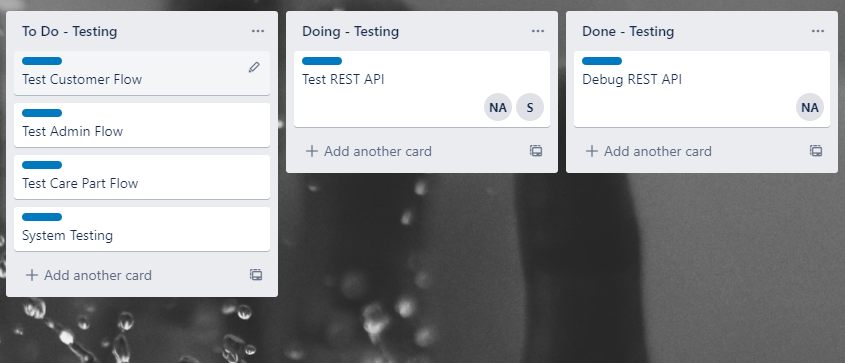 To Do - Testing
Test Customer Flow
Test Admin Flow
Test Care Part Flow
System Testing
Add another card
Doing - Testing
Test REST API
NA S
Add another card
Done - Testing
Debug REST API
NA
Add another card